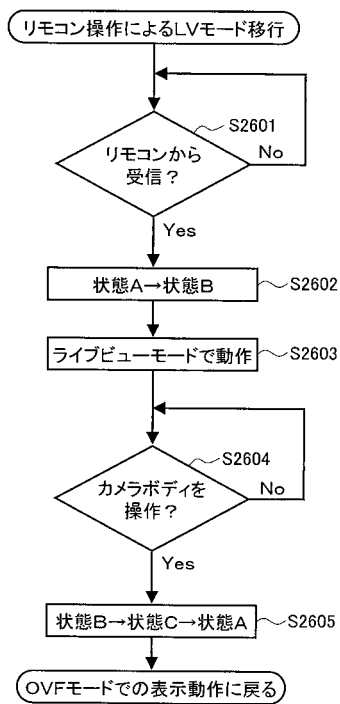 リモコン操作によるLVモード移行
S2601
リモコンから
受信？
No
Yes
状態A→状態B
S2602
ライブビューモードで動作
S2603
S2604
カメラボディを
操作？
No
Yes
状態B→状態C→状態A
S2605
OVFモードでの表示動作に戻る